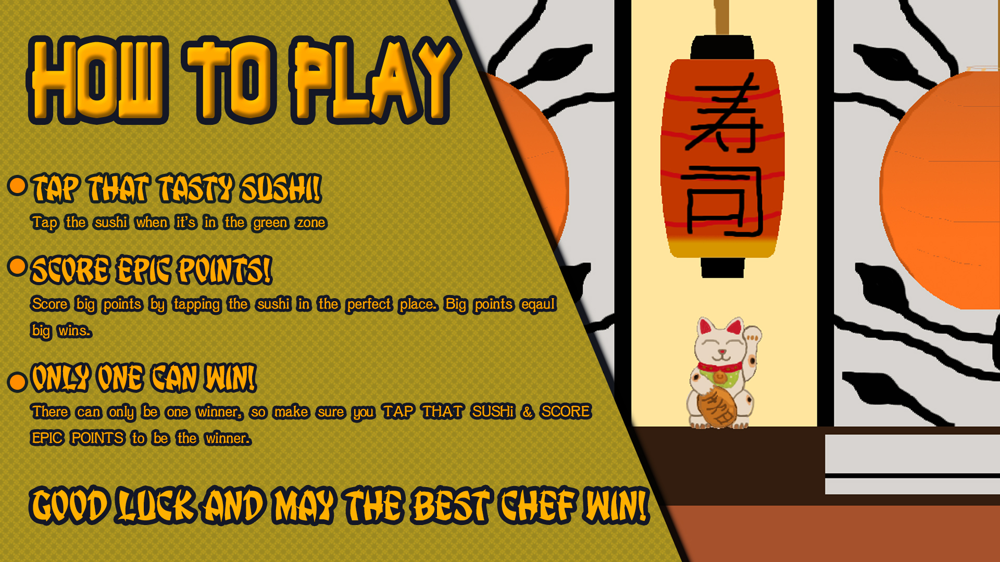 HOW TO PLAY
TAP THAT TASTY SUSHI!
Tap the sushi when it's in the green zone
SCORE EPIC POINTS!
Score big points by tapping the sushi in the perfect place. Big points eqaul
big wins.
ONLY ONE CAN WIN!
There can only be one winner, so make sure you TAP THAT SUSHi & SCORE
EPIC POINTS to be the winner.
GOOD LUCK AND MAY THE BEST CHEF WIN!
寿
司